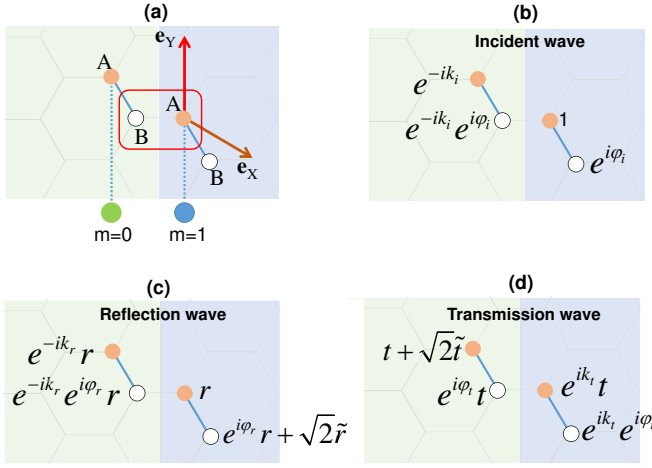 (a)
e_Y
A
A
B
B
e_X
m=0
m=1
(b)
Incident wave
e^{-ik_i}
e^{-ik_i} e^{iφ_i}
1
e^{iφ_i}
(c)
Reflection wave
e^{-ik_r} r
e^{-ik_r} e^{iφ_r} r
r
e^{iφ_r} r + √2 r̃
(d)
Transmission wave
t + √2 t̃
e^{iφ_t} t
e^{ik_t} t
e^{ik_t} e^{iφ_t}